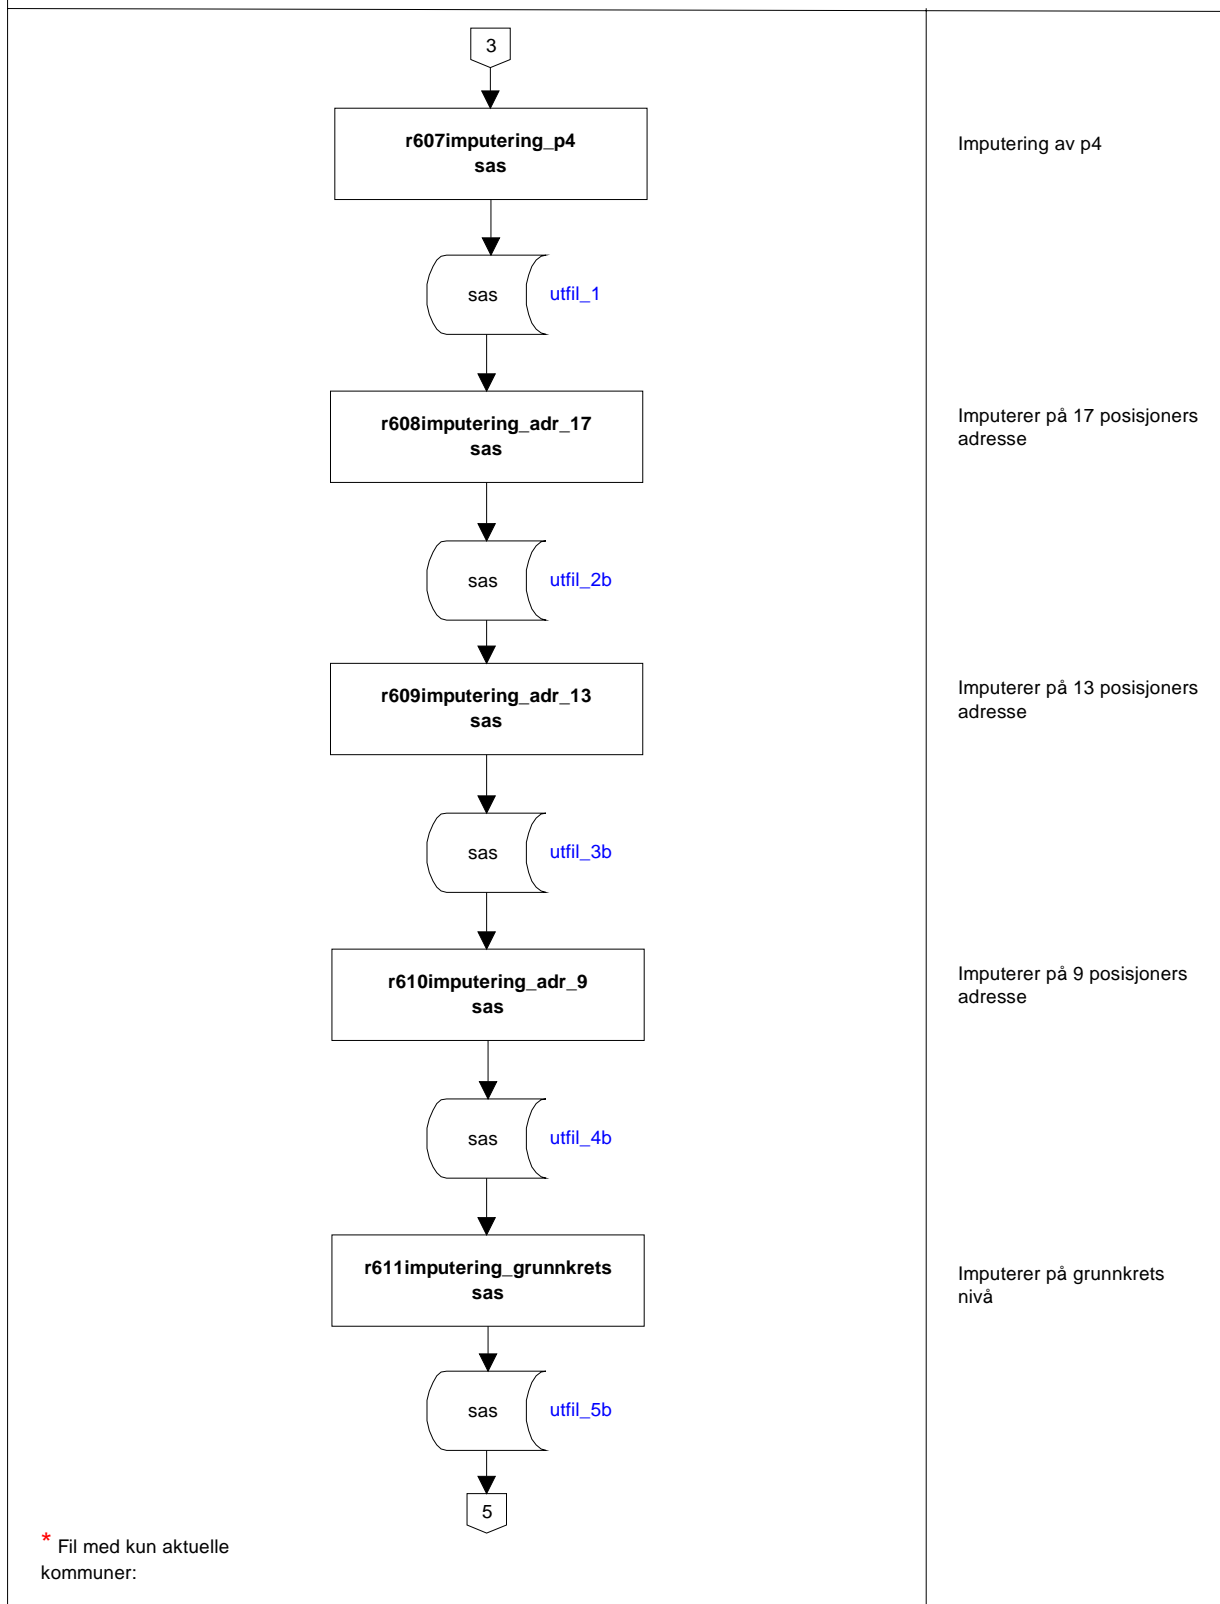 3
r607imputering_p4
sas
Imputering av p4
sas
utfil_1
r608imputering_adr_17
sas
Imputerer på 17 posisjoners
adresse
sas
utfil_2b
r609imputering_adr_13
sas
Imputerer på 13 posisjoners
adresse
sas
utfil_3b
r610imputering_adr_9
sas
Imputerer på 9 posisjoners
adresse
sas
utfil_4b
r611imputering_grunnkrets
sas
Imputerer på grunnkrets
nivå
sas
utfil_5b
5
* Fil med kun aktuelle
kommuner: